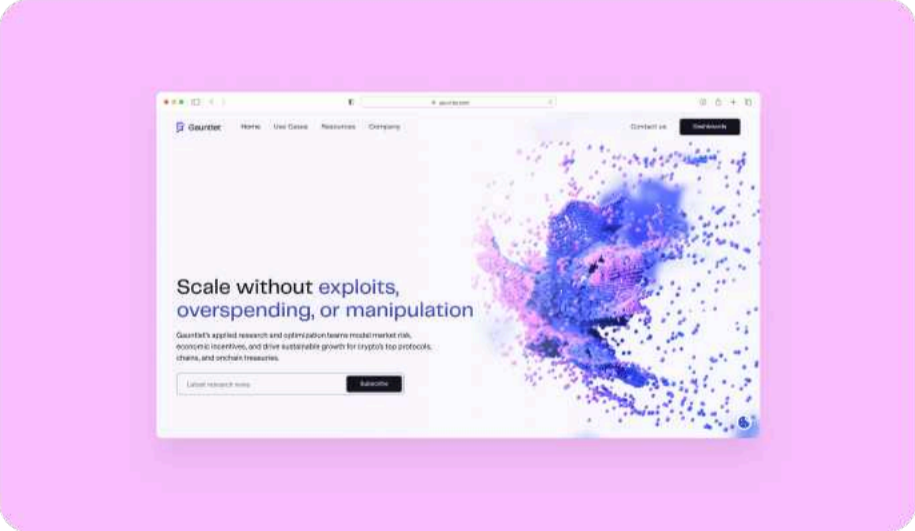 Gauntlet
Home Use Cases Resources Company
Contact us
Dashboards
Scale without exploits,
overspending, or manipulation
Gauntlet's applied research and optimization teams model market risk,
economic incentives, and drive sustainable growth for crypto's top protocols,
chains, and onchain treasuries.
Latest research news
Subscribe